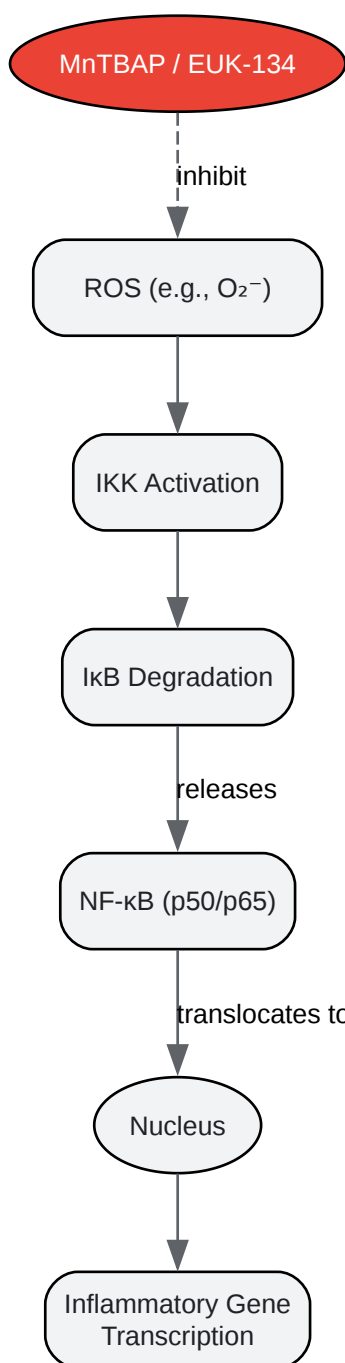 MnTBAP / EUK-134
inhibit
ROS (e.g., O₂⁻)
IKK Activation
IκB Degradation
releases
NF-κB (p50/p65)
translocates to
Nucleus
Inflammatory Gene
Transcription